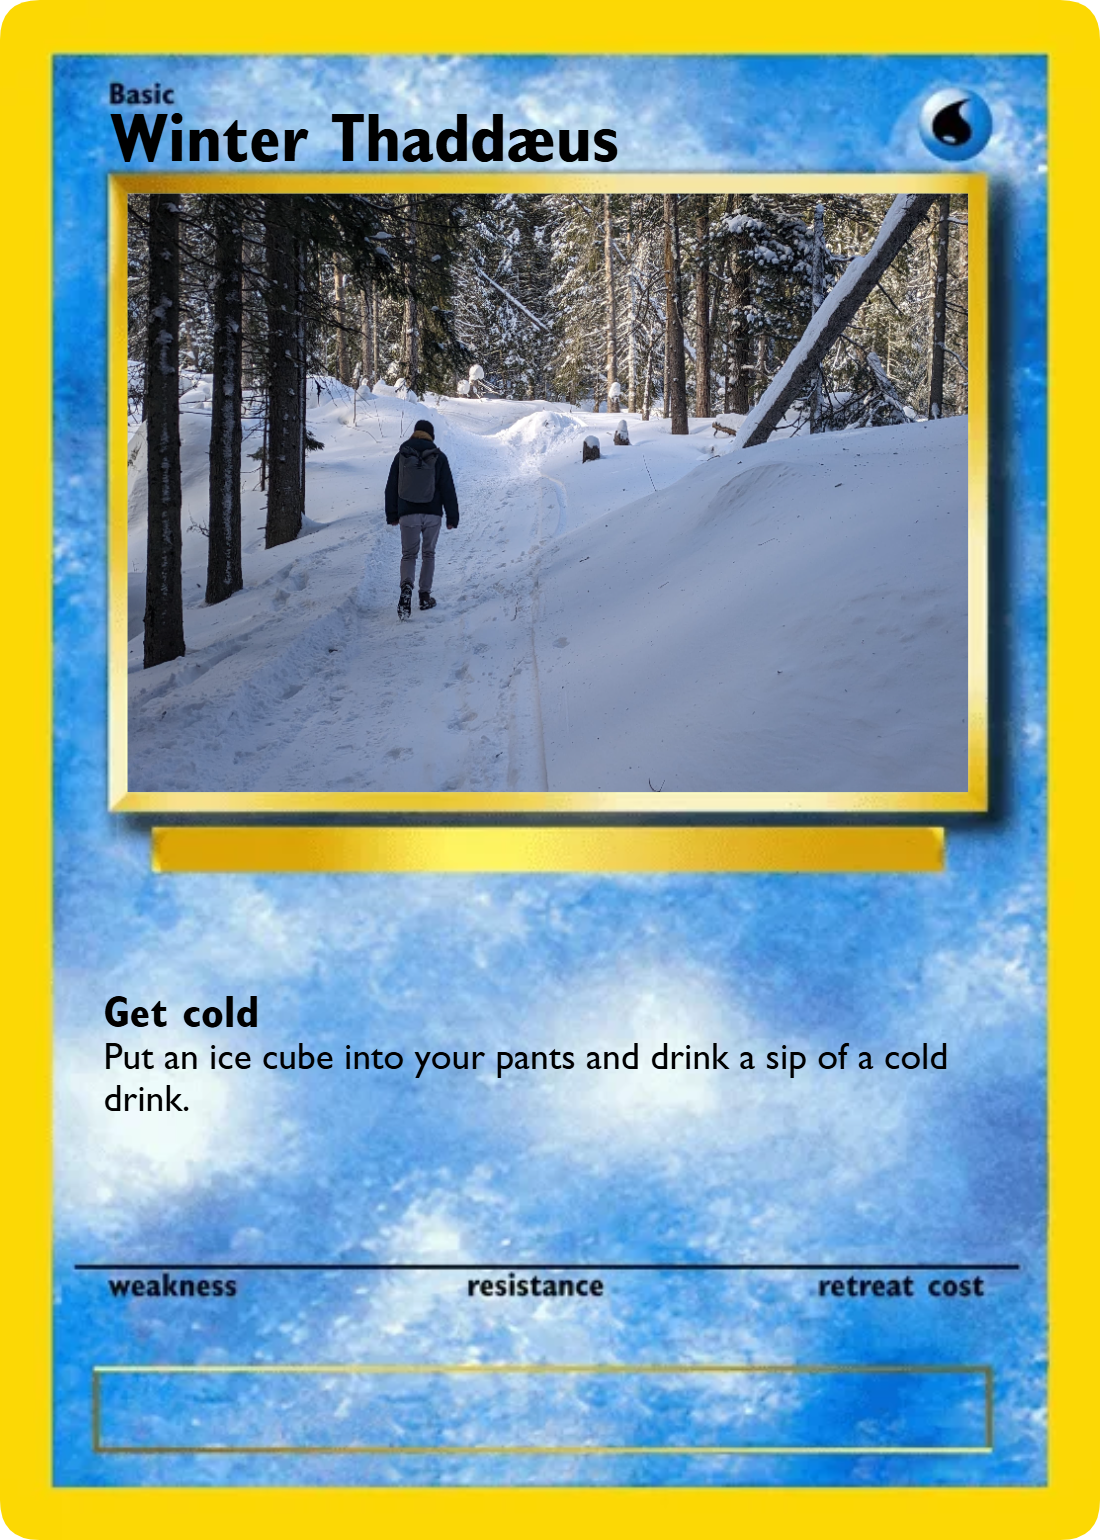 Basic
Winter Thaddæus
Get cold
Put an ice cube into your pants and drink a sip of a cold
drink.
weakness resistance retreat cost